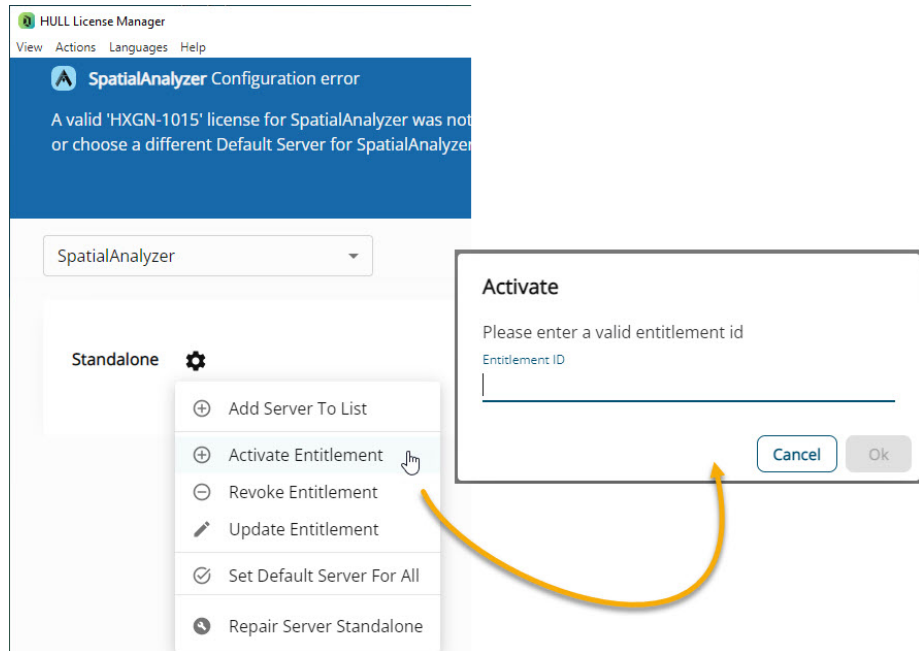 HULL License Manager
View Actions Languages Help
SpatialAnalyzer Configuration error
A valid 'HXGN-1015' license for SpatialAnalyzer was not
or choose a different Default Server for SpatialAnalyzer
SpatialAnalyzer
Standalone
Add Server To List
Activate Entitlement
Revoke Entitlement
Update Entitlement
Set Default Server For All
Repair Server Standalone
Activate
Please enter a valid entitlement id
Entitlement ID
Cancel Ok